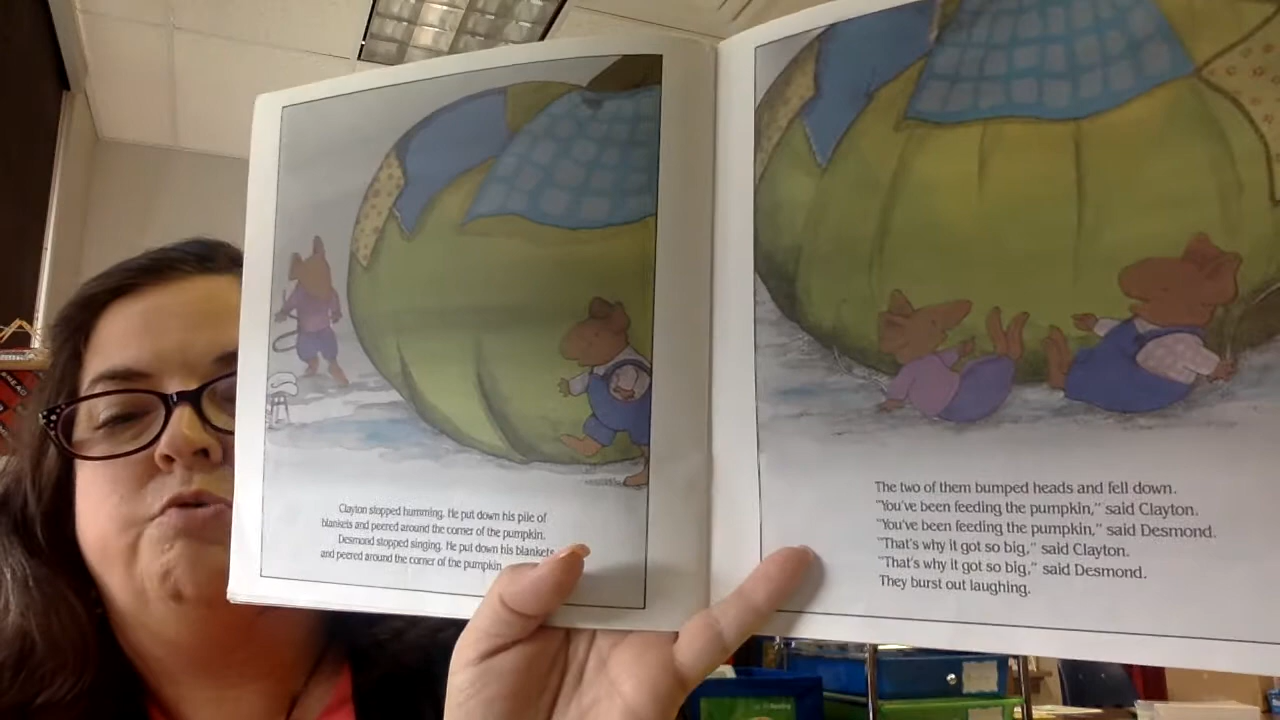 Clayton stopped humming. He put down his pile of
blankets and peered around the corner of the pumpkin.
Desmond stopped singing. He put down his blankets
and peered around the corner of the pumpkin.
The two of them bumped heads and fell down.
"You've been feeding the pumpkin," said Clayton.
"You've been feeding the pumpkin," said Desmond.
"That's why it got so big," said Clayton.
"That's why it got so big," said Desmond.
They burst out laughing.